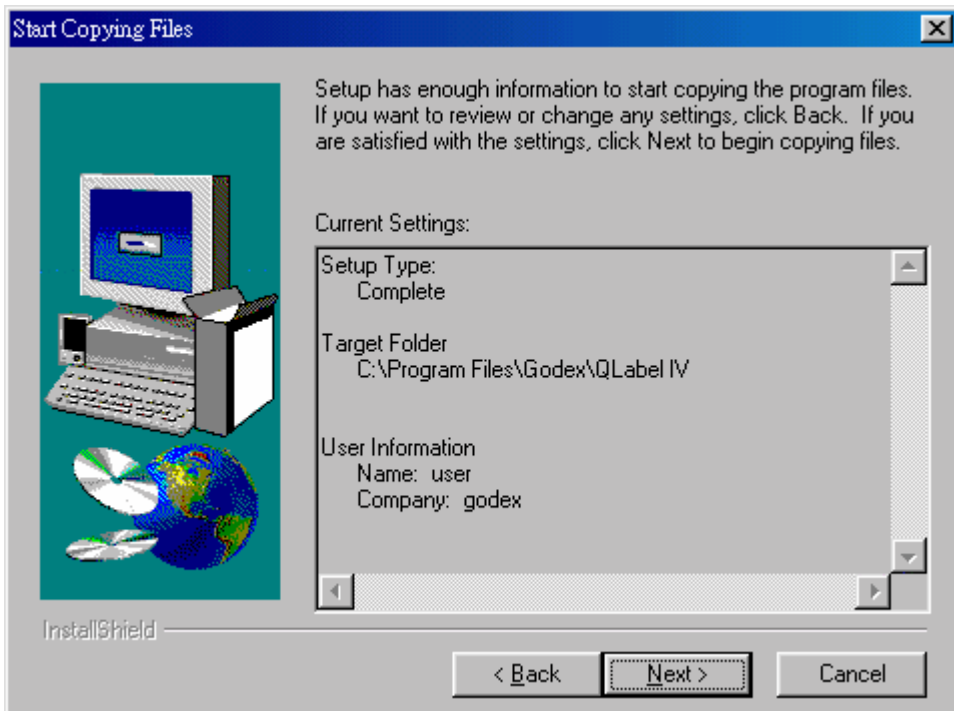 Start Copying Files
Setup has enough information to start copying the program files.
If you want to review or change any settings, click Back.  If you
are satisfied with the settings, click Next to begin copying files.
Current Settings:
Setup Type:
Complete
Target Folder
C:\Program Files\Godex\QLabel IV
User Information
Name:  user
Company:  godex
InstallShield
< Back
Next >
Cancel